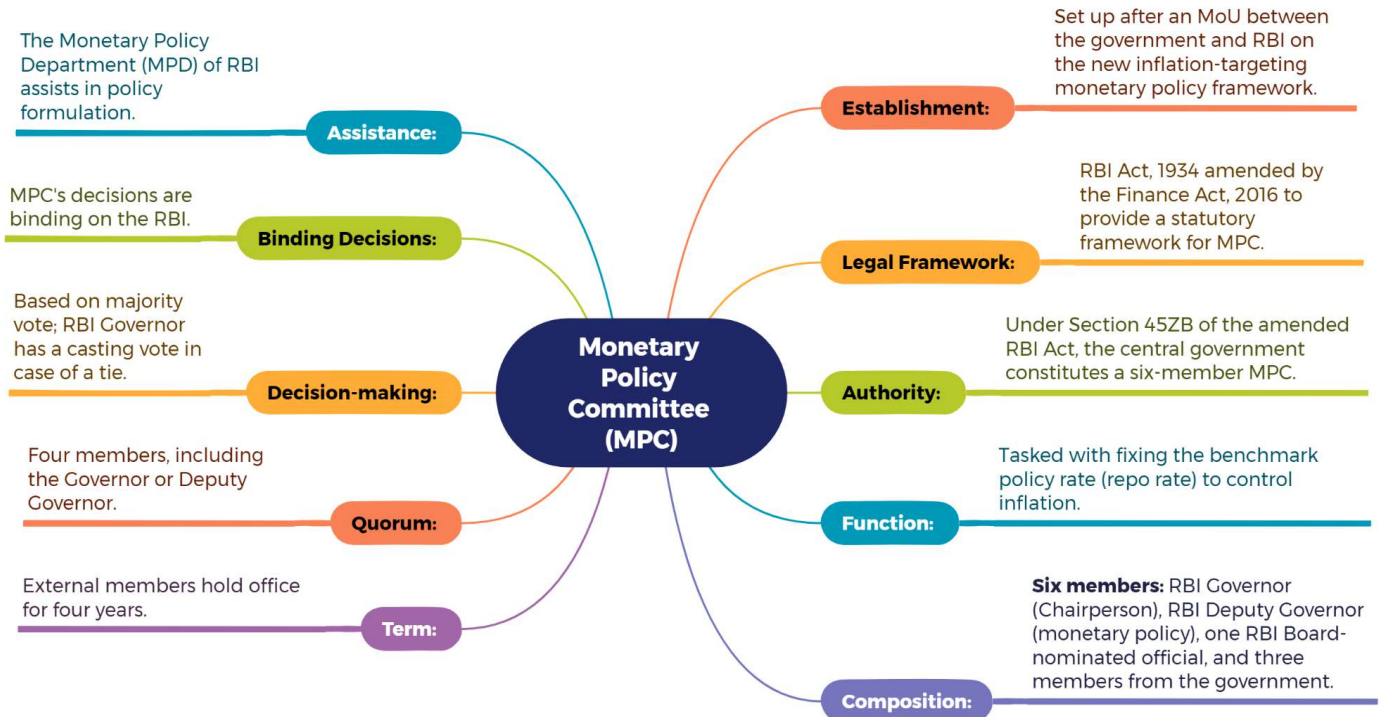 Monetary
Policy
Committee
(MPC)
Establishment:
Set up after an MoU between
the government and RBI on
the new inflation-targeting
monetary policy framework.
Legal Framework:
RBI Act, 1934 amended by
the Finance Act, 2016 to
provide a statutory
framework for MPC.
Authority:
Under Section 45ZB of the amended
RBI Act, the central government
constitutes a six-member MPC.
Function:
Tasked with fixing the benchmark
policy rate (repo rate) to control
inflation.
Composition:
Six members: RBI Governor
(Chairperson), RBI Deputy Governor
(monetary policy), one RBI Board-
nominated official, and three
members from the government.
Term:
External members hold office
for four years.
Quorum:
Four members, including
the Governor or Deputy
Governor.
Decision-making:
Based on majority
vote; RBI Governor
has a casting vote in
case of a tie.
Binding Decisions:
MPC's decisions are
binding on the RBI.
Assistance:
The Monetary Policy
Department (MPD) of RBI
assists in policy
formulation.